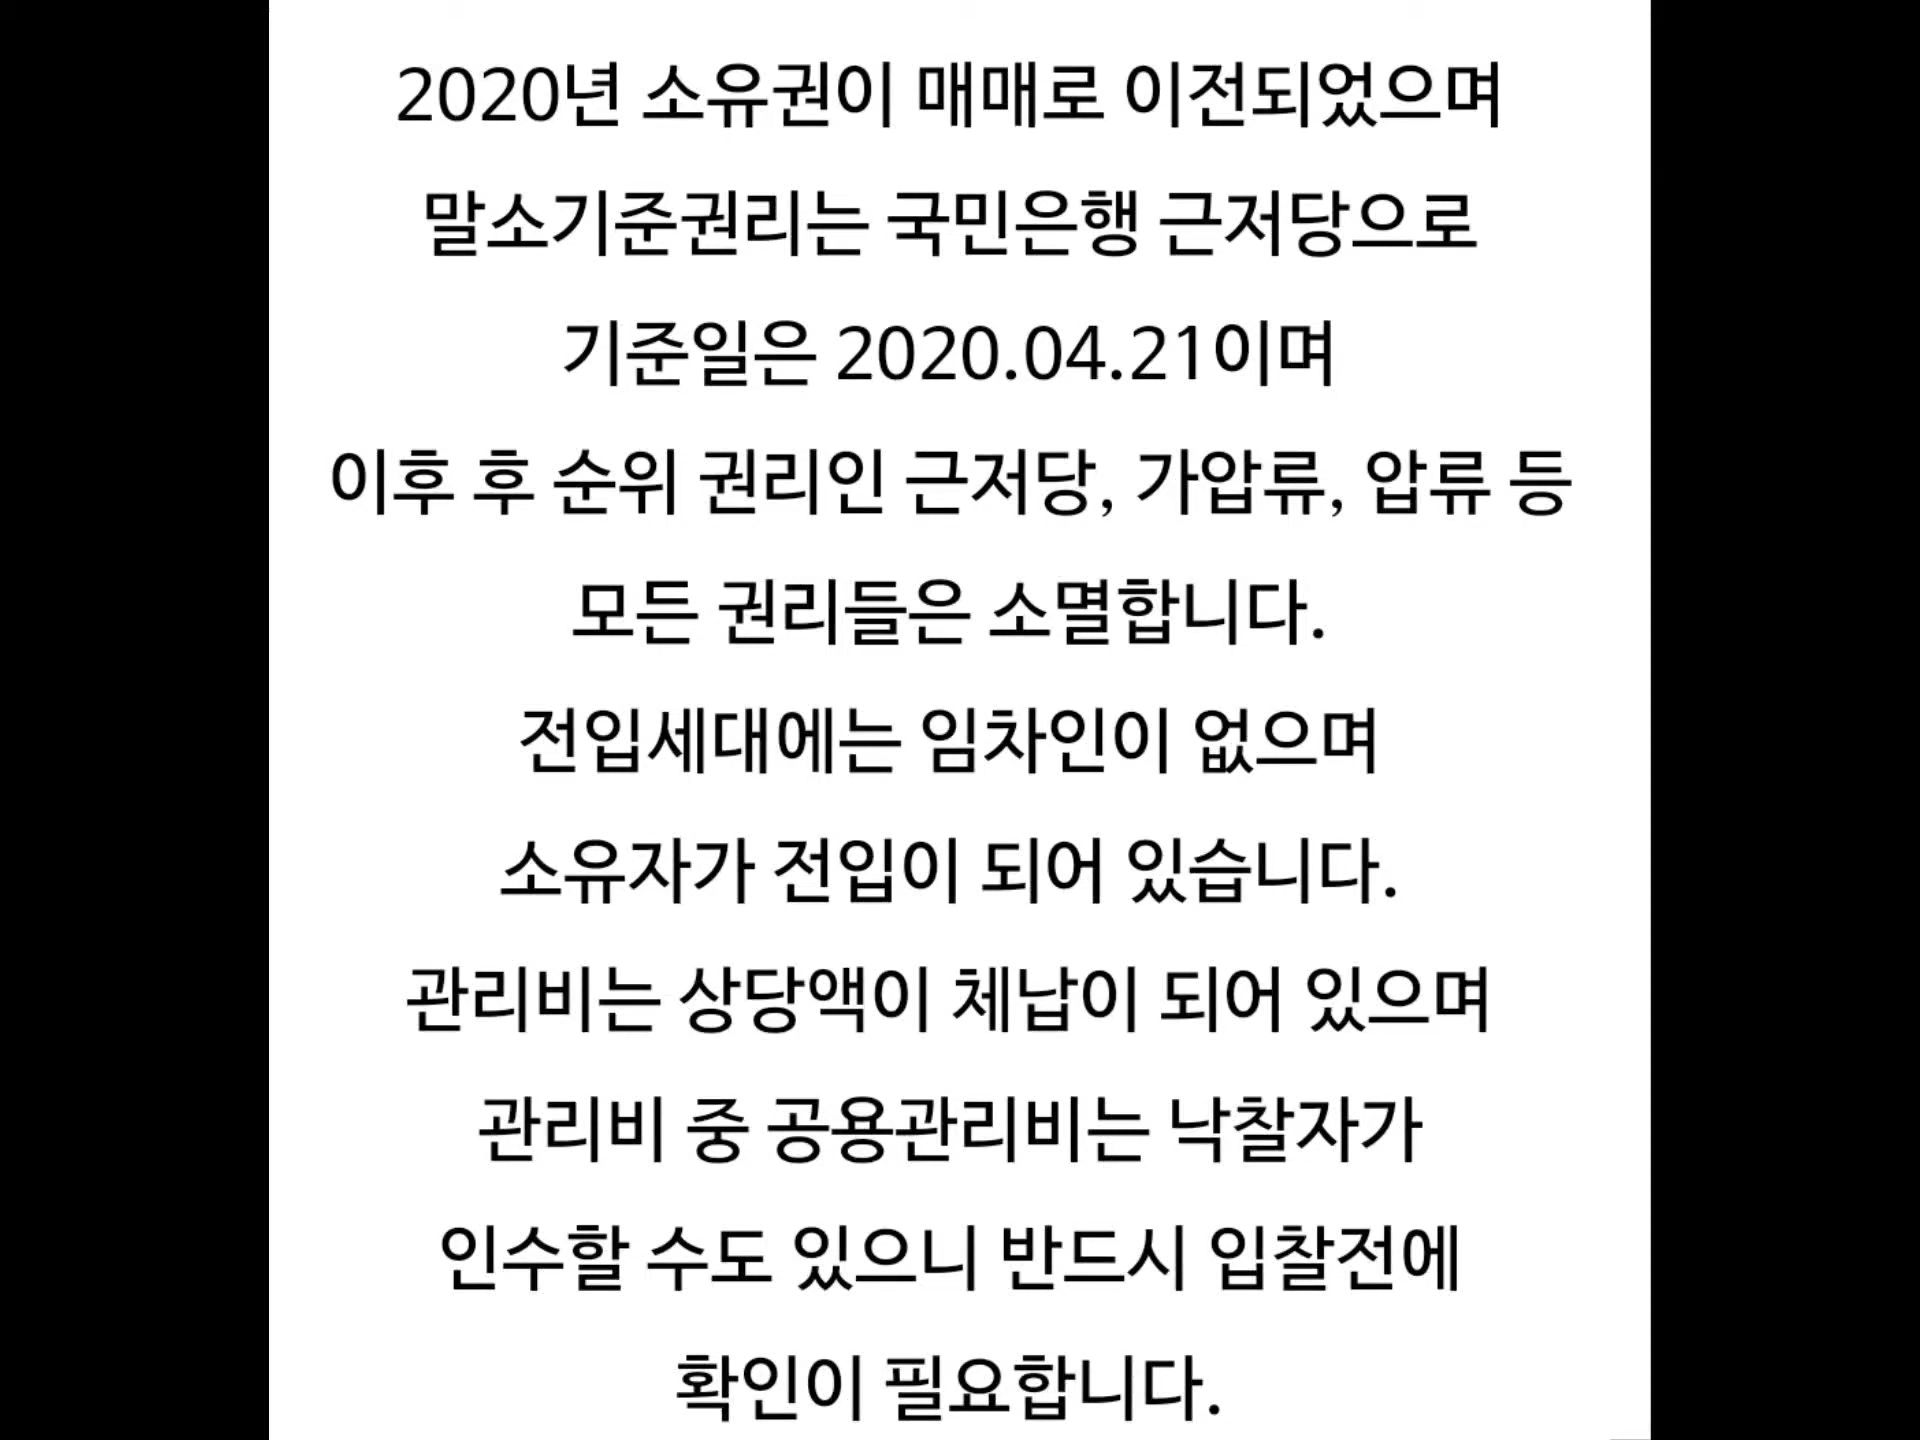 2020년 소유권이 매매로 이전되었으며
말소기준권리는 국민은행 근저당으로
기준일은 2020.04.21이며
이후 후 순위 권리인 근저당, 가압류, 압류 등
모든 권리들은 소멸합니다.
전입세대에는 임차인이 없으며
소유자가 전입이 되어 있습니다.
관리비는 상당액이 체납이 되어 있으며
관리비 중 공용관리비는 낙찰자가
인수할 수도 있으니 반드시 입찰전에
확인이 필요합니다.